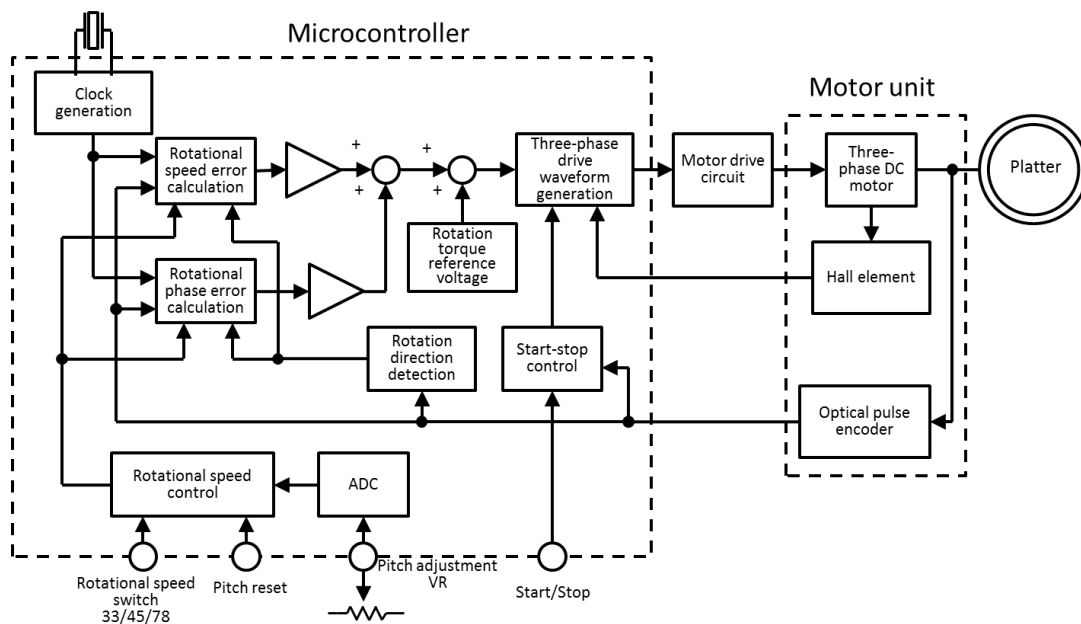 Microcontroller
Motor unit
Clock
generation
Rotational
speed error
calculation
+
+
+
+
Three-phase
drive
waveform
generation
Motor drive
circuit
Three-
phase DC
motor
Platter
Rotation
torque
reference
voltage
Rotational
phase error
calculation
Hall element
Rotation
direction
detection
Start-stop
control
Optical pulse
encoder
Rotational speed
control
ADC
Rotational speed
switch
33/45/78
Pitch reset
Pitch adjustment
VR
Start/Stop